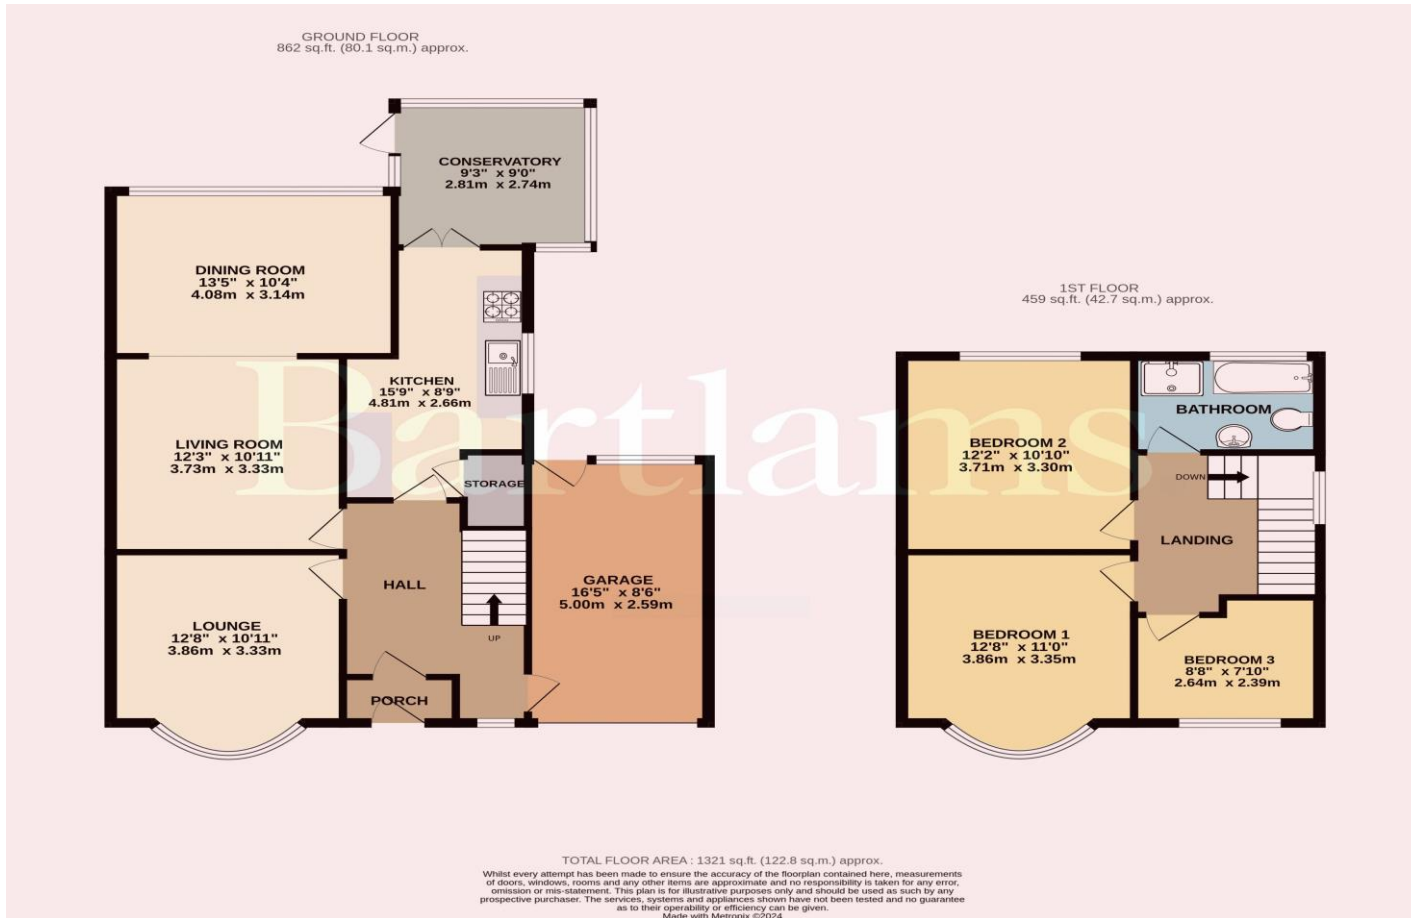 GROUND FLOOR
862 sq.ft. (80.1 sq.m.) approx.
CONSERVATORY
9'3" x 9'0"
2.81m x 2.74m
DINING ROOM
13'5" x 10'4"
4.08m x 3.14m
KITCHEN
15'9" x 8'9"
4.81m x 2.66m
LIVING ROOM
12'3" x 10'11"
3.73m x 3.33m
STORAGE
HALL
GARAGE
16'5" x 8'6"
5.00m x 2.59m
LOUNGE
12'8" x 10'11"
3.86m x 3.33m
UP
PORCH
1ST FLOOR
459 sq.ft. (42.7 sq.m.) approx.
BATHROOM
BEDROOM 2
12'2" x 10'10"
3.71m x 3.30m
DOWN
LANDING
BEDROOM 1
12'8" x 11'0"
3.86m x 3.35m
BEDROOM 3
8'8" x 7'10"
2.64m x 2.39m
Bartlams
TOTAL FLOOR AREA : 1321 sq.ft. (122.8 sq.m.) approx.
Whilst every attempt has been made to ensure the accuracy of the floorplan contained here, measurements
of doors, windows, rooms and any other items are approximate and no responsibility is taken for any error,
omission or mis-statement. This plan is for illustrative purposes only and should be used as such by any
prospective purchaser. The services, systems and appliances shown have not been tested and no guarantee
as to their operability or efficiency can be given.
Made with Metropix ©2024